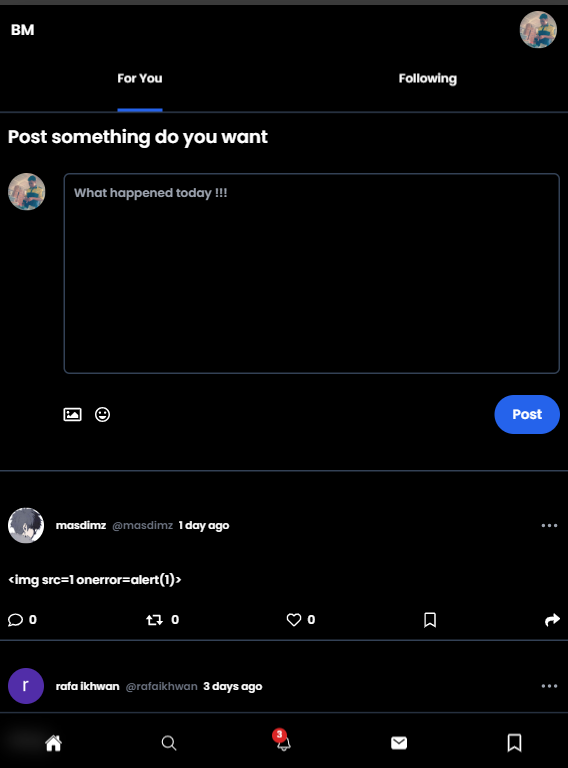 BM
For You
Following
Post something do you want
What happened today !!!
Post
masdimz @masdimz 1 day ago
<img src=1 onerror=alert(1)>
0 0 0
r
rafa ikhwan @rafaikhwan 3 days ago
3